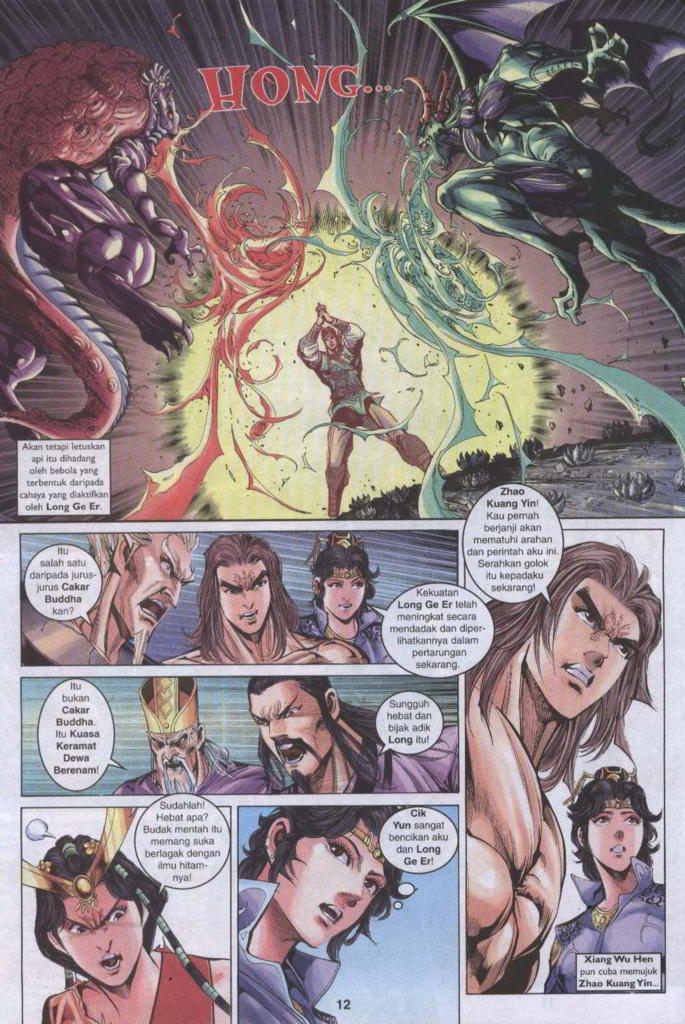 HONG...
Akan tetapi letuskan
api itu dihadang
oleh bebola yang
terbentuk daripada
cahaya yang diaktifkan
oleh Long Ge Er.
Itu
salah satu
daripada jurus-
jurus Cakar
Buddha
kan?
Kekuatan
Long Ge Er telah
meningkat secara
mendadak dan diper-
lihatkannya dalam
pertarungan
sekarang.
Zhao
Kuang Yin!
Kau pernah
berjanji akan
mematuhi arahan
dan perintah aku ini.
Serahkan golok
itu kepadaku
sekarang!
Itu
bukan
Cakar
Buddha.
Itu Kuasa
Keramat
Dewa
Berenam!
Sungguh
hebat dan
bijak adik
Long itu!
Sudahlah!
Hebat apa?
Budak mentah itu
memang suka
berlagak dengan
ilmu hitam-
nya!
Cik
Yun sangat
bencikan aku
dan Long
Ge Er!
Xiang Wu Hen
pun cuba memujuk
Zhao Kuang Yin...
12